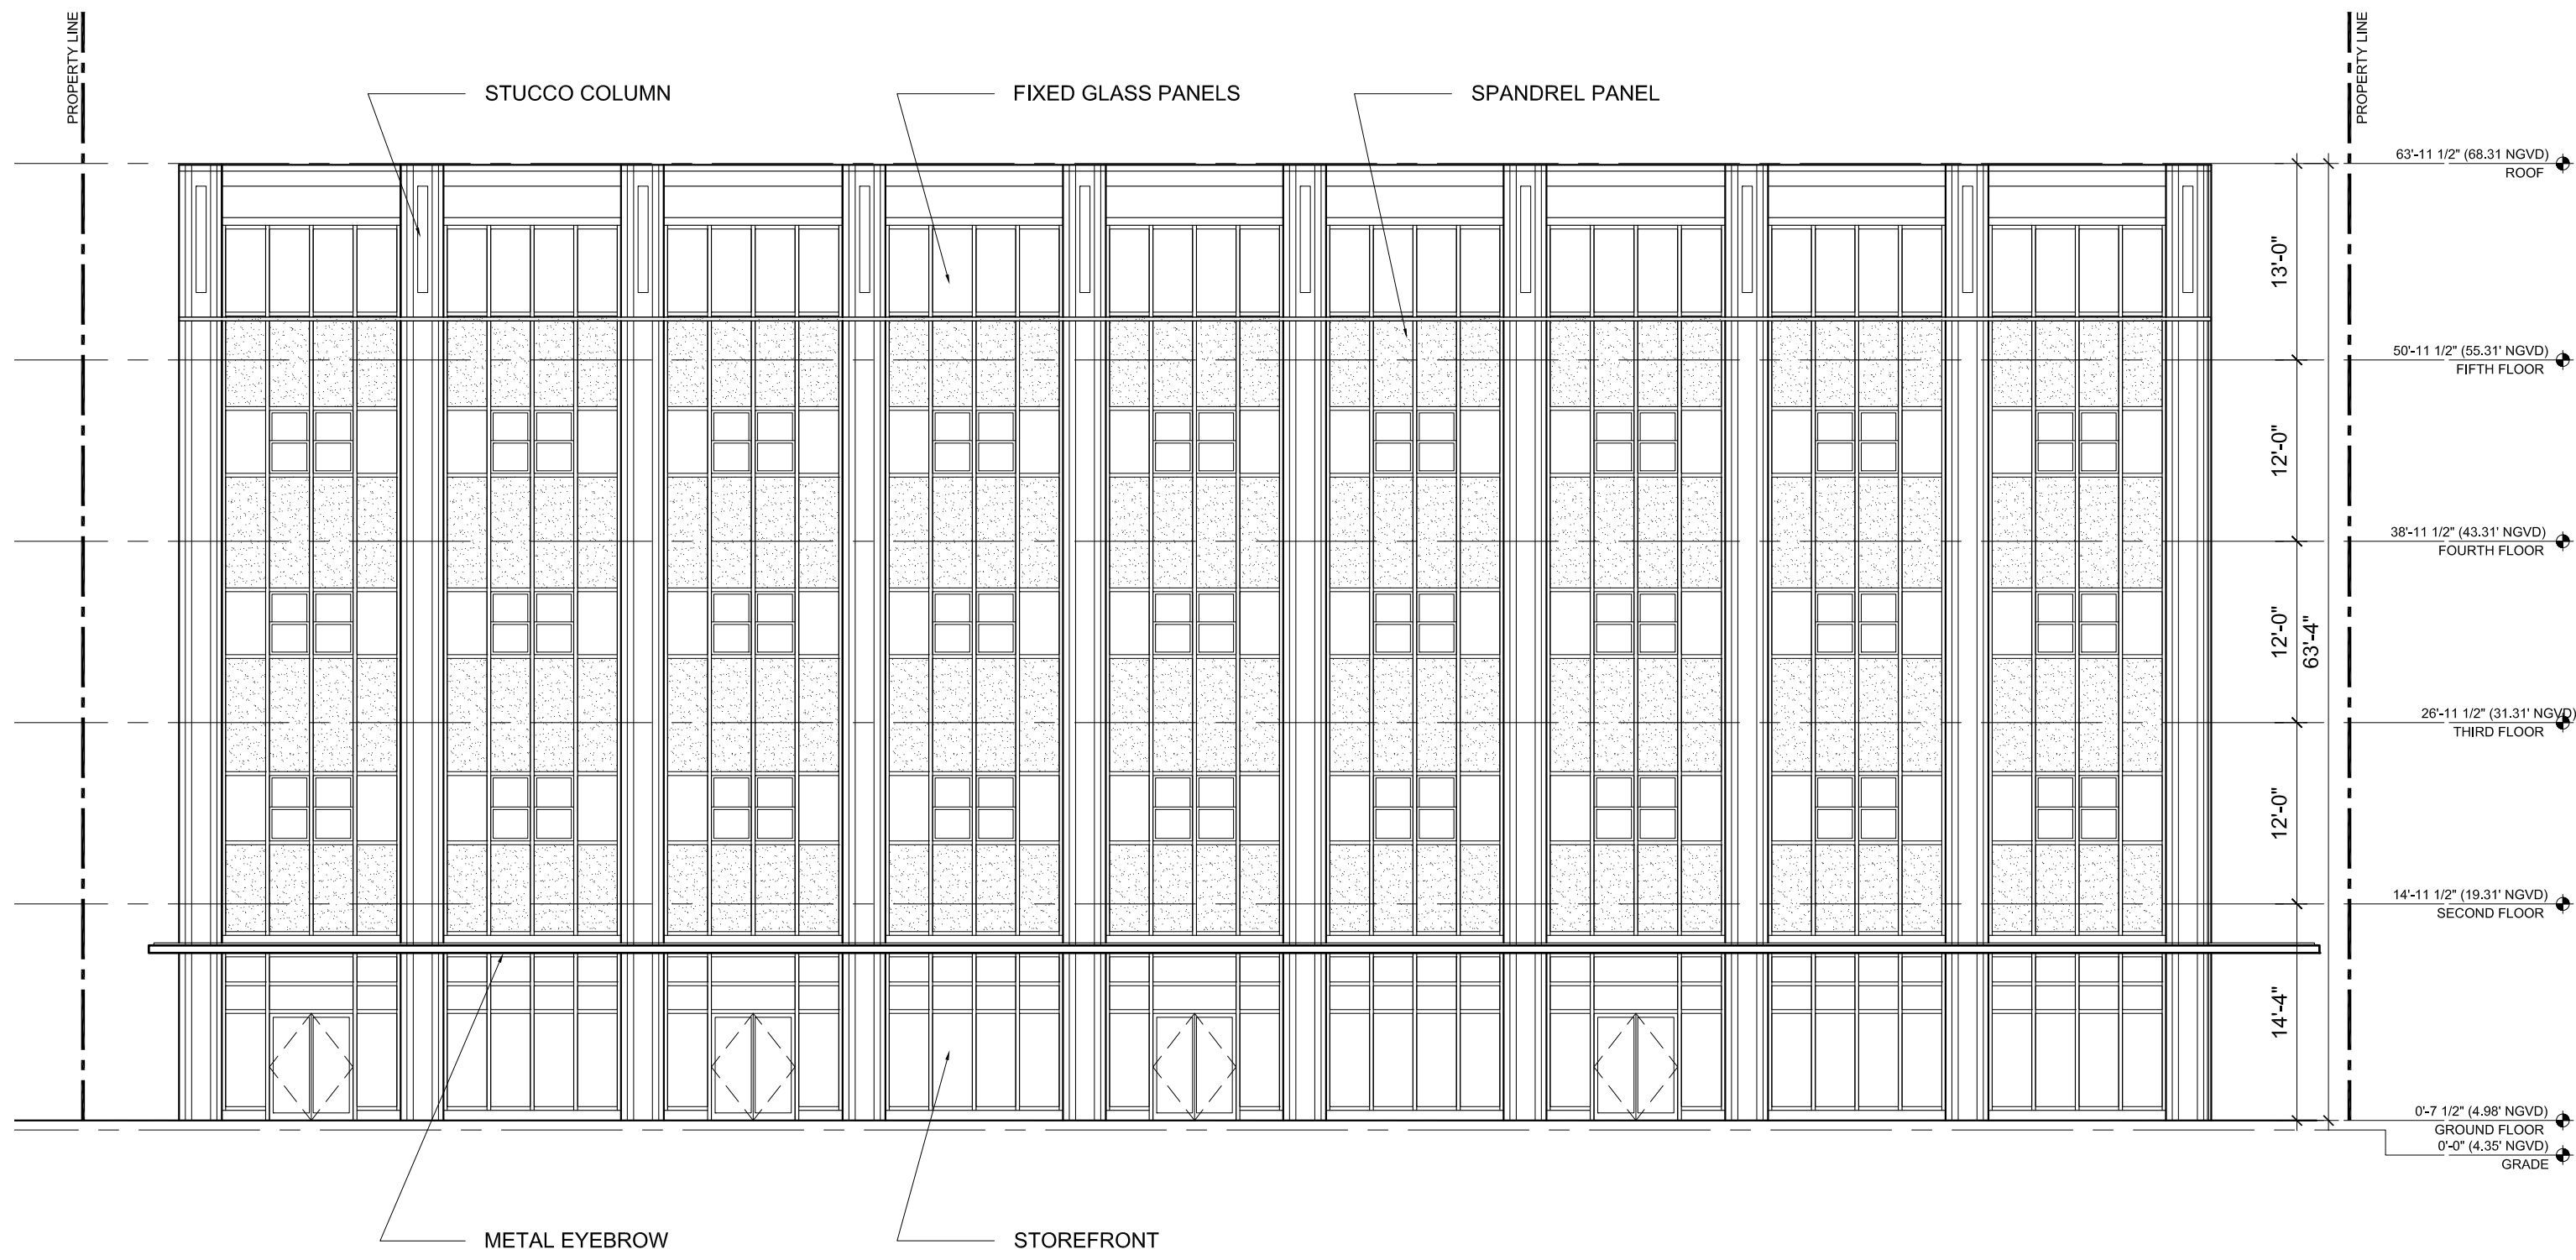 PROPERTY LINE
PROPERTY LINE
STUCCO COLUMN
FIXED GLASS PANELS
SPANDREL PANEL
63'-11 1/2" (68.31 NGVD)
ROOF
13'-0"
50'-11 1/2" (55.31' NGVD)
FIFTH FLOOR
12'-0"
38'-11 1/2" (43.31' NGVD)
FOURTH FLOOR
12'-0"
63'-4"
26'-11 1/2" (31.31' NGVD)
THIRD FLOOR
12'-0"
14'-11 1/2" (19.31' NGVD)
SECOND FLOOR
14'-4"
0'-7 1/2" (4.98' NGVD)
GROUND FLOOR
0'-0" (4.35' NGVD)
GRADE
METAL EYEBROW
STOREFRONT